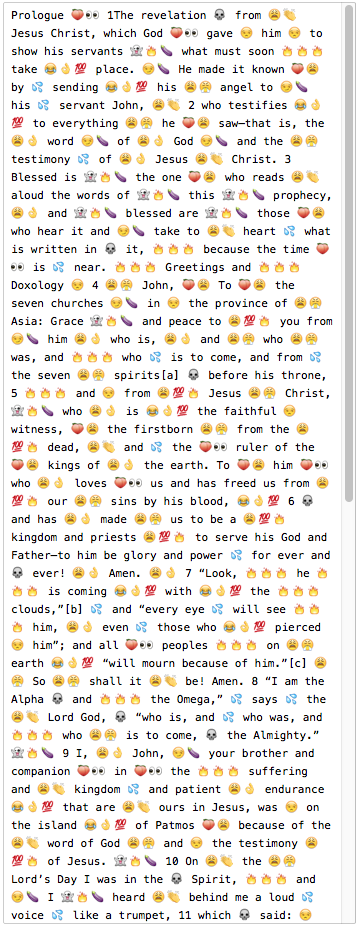 Prologue 🍑👀 1The revelation 💀 from 😩👏
Jesus Christ, which God 🍑👀 gave 😏 him 😏 to
show his servants 👻🔥🍆 what must soon 🔥🔥🔥
take 😂👌💯 place. 😏 He made it known 🍑😩
by 💦 sending 😂👌💯 his 😩😤 angel to 😏🍆
his 💦 servant John, 😩👏 2 who testifies 😂👌
💯 to everything 😩😤 he 🍑😩 saw—that is, the
😩👌 word 😏🍆 of 😩👌 God 😏🍆 and the 😩😤
testimony 💦 of 😩👌 Jesus 😩👏 Christ. 3
Blessed is 👻🔥🍆 the one 🍑😩 who reads 😩👏
aloud the words of 👻🔥🍆 this 👻🔥🍆 prophecy,
😩👌 and 👻🔥🍆 blessed are 👻🔥🍆 those 🍑😩
who hear it and 😏🍆 take to 😩👏 heart 💦 what
is written in 💀 it, 🔥🔥🔥 because the time 🍑
👀 is 💦 near. 🔥🔥🔥 Greetings and 🔥🔥🔥
Doxology 😏 4 😩😤 John, 🍑😩 To 🍑😩 the
seven churches 😏🍆 in 😏 the province of 😩😤
Asia: Grace 👻🔥🍆 and peace to 😩💯🔥 you from
😏🍆 him 😩👌 who is, 😩👌 and 😩😤 who 😩😤
was, and 🔥🔥🔥 who 💦 is to come, and from 💦
the seven 😩😤 spirits[a] 💀 before his throne,
5 🔥🔥🔥 and 😏 from 😩💯🔥 Jesus 😩😤 Christ,
👻🔥🍆 who 😩👌 is 😂👌💯 the faithful 😏
witness, 🍑😩 the firstborn 😩😤 from the 😩
💯🔥 dead, 😩👏 and 💦 the 🍑👀 ruler of the
🍑😩 kings of 😩👌 the earth. To 🍑😩 him 🍑👀
who 😩👌 loves 🍑👀 us and has freed us from 😩
💯🔥 our 😩😤 sins by his blood, 😂👌💯 6 💀
and has 😩👌 made 😩😤 us to be a 😩💯🔥
kingdom and priests 😩💯🔥 to serve his God and
Father—to him be glory and power 💦 for ever and
💀 ever! 😩👌 Amen. 😩👌 7 “Look, 🔥🔥🔥 he 🔥
🔥🔥 is coming 😂👌💯 with 😂👌💯 the 🔥🔥🔥
clouds,”[b] 💦 and “every eye 💦 will see 🔥🔥
🔥 him, 😩👌 even 💦 those who 😂👌💯 pierced
😏 him”; and all 🍑👀 peoples 🔥🔥🔥 on 😩😤
earth 😂👌💯 “will mourn because of him.”[c] 😩
😤 So 😩😤 shall it 😩👏 be! Amen. 8 “I am the
Alpha 💀 and 🔥🔥🔥 the Omega,” 💦 says 💦 the
😩👏 Lord God, 💀 “who is, and 💦 who was, and
🔥🔥🔥 who 😩😤 is to come, 💀 the Almighty.”
👻🔥🍆 9 I, 😩👌 John, 😏🍆 your brother and
companion 🍑👀 in 🍑👀 the 🔥🔥🔥 suffering
and 😩👏 kingdom 💦 and patient 😩👌 endurance
😂👌💯 that are 😩👏 ours in Jesus, was 😏 on
the island 😂👌💯 of Patmos 🍑😩 because of the
😩👏 word of God 😩😤 and 😏 the testimony 😩
💯🔥 of Jesus. 👻🔥🍆 10 On 😩👏 the 😩😤
Lord’s Day I was in the 💀 Spirit, 🔥🔥🔥 and
😏🍆 I 👻🔥🍆 heard 😩👏 behind me a loud 💦
voice 💦 like a trumpet, 11 which 💀 said: 😏